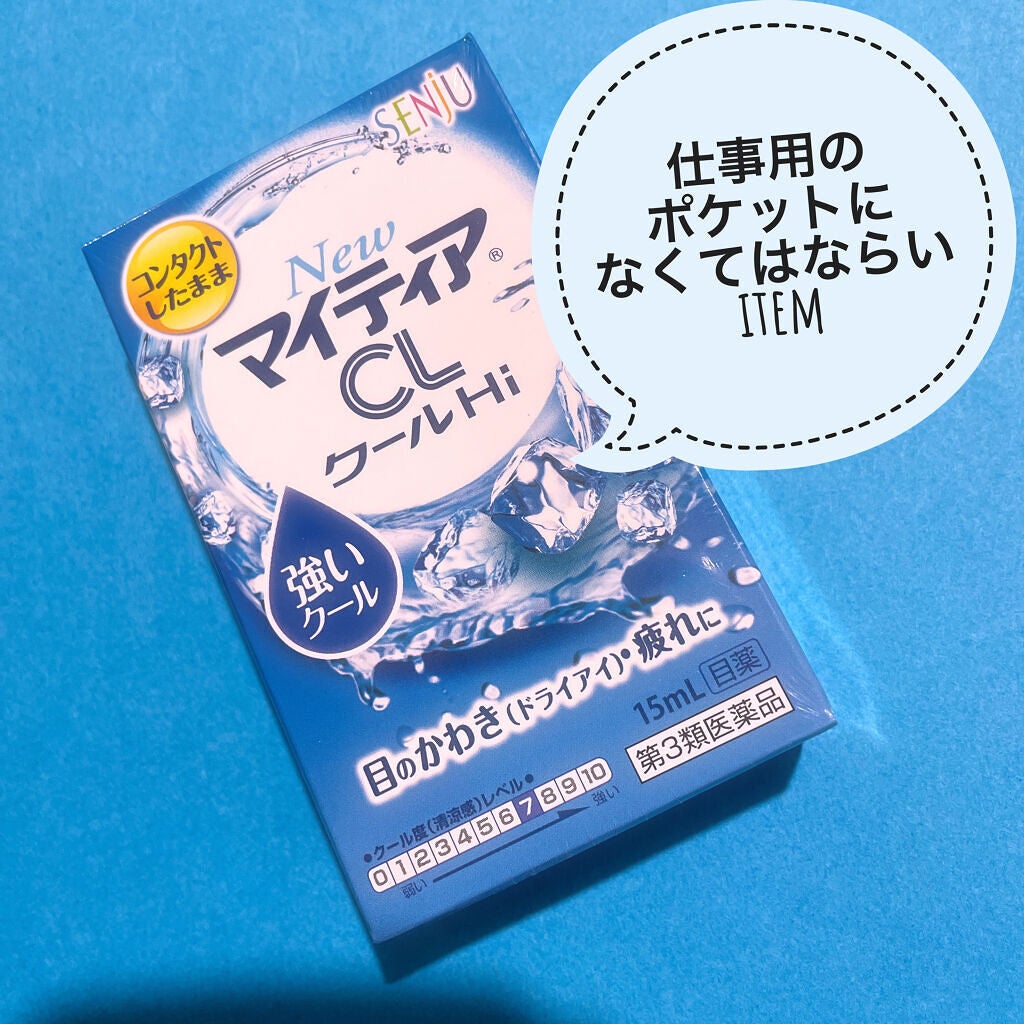 SENJU
コンタクト
したまま
New
マイティア®
CL
クールHi
強い
クール
目のかわき(ドライアイ)・疲れに
15mL 目薬
第3類医薬品
•クール度(清涼感)レベル•
0 1 2 3 4 5 6 7 8 9 10
弱い 強い
仕事用の
ポケットに
なくてはならい
ITEM